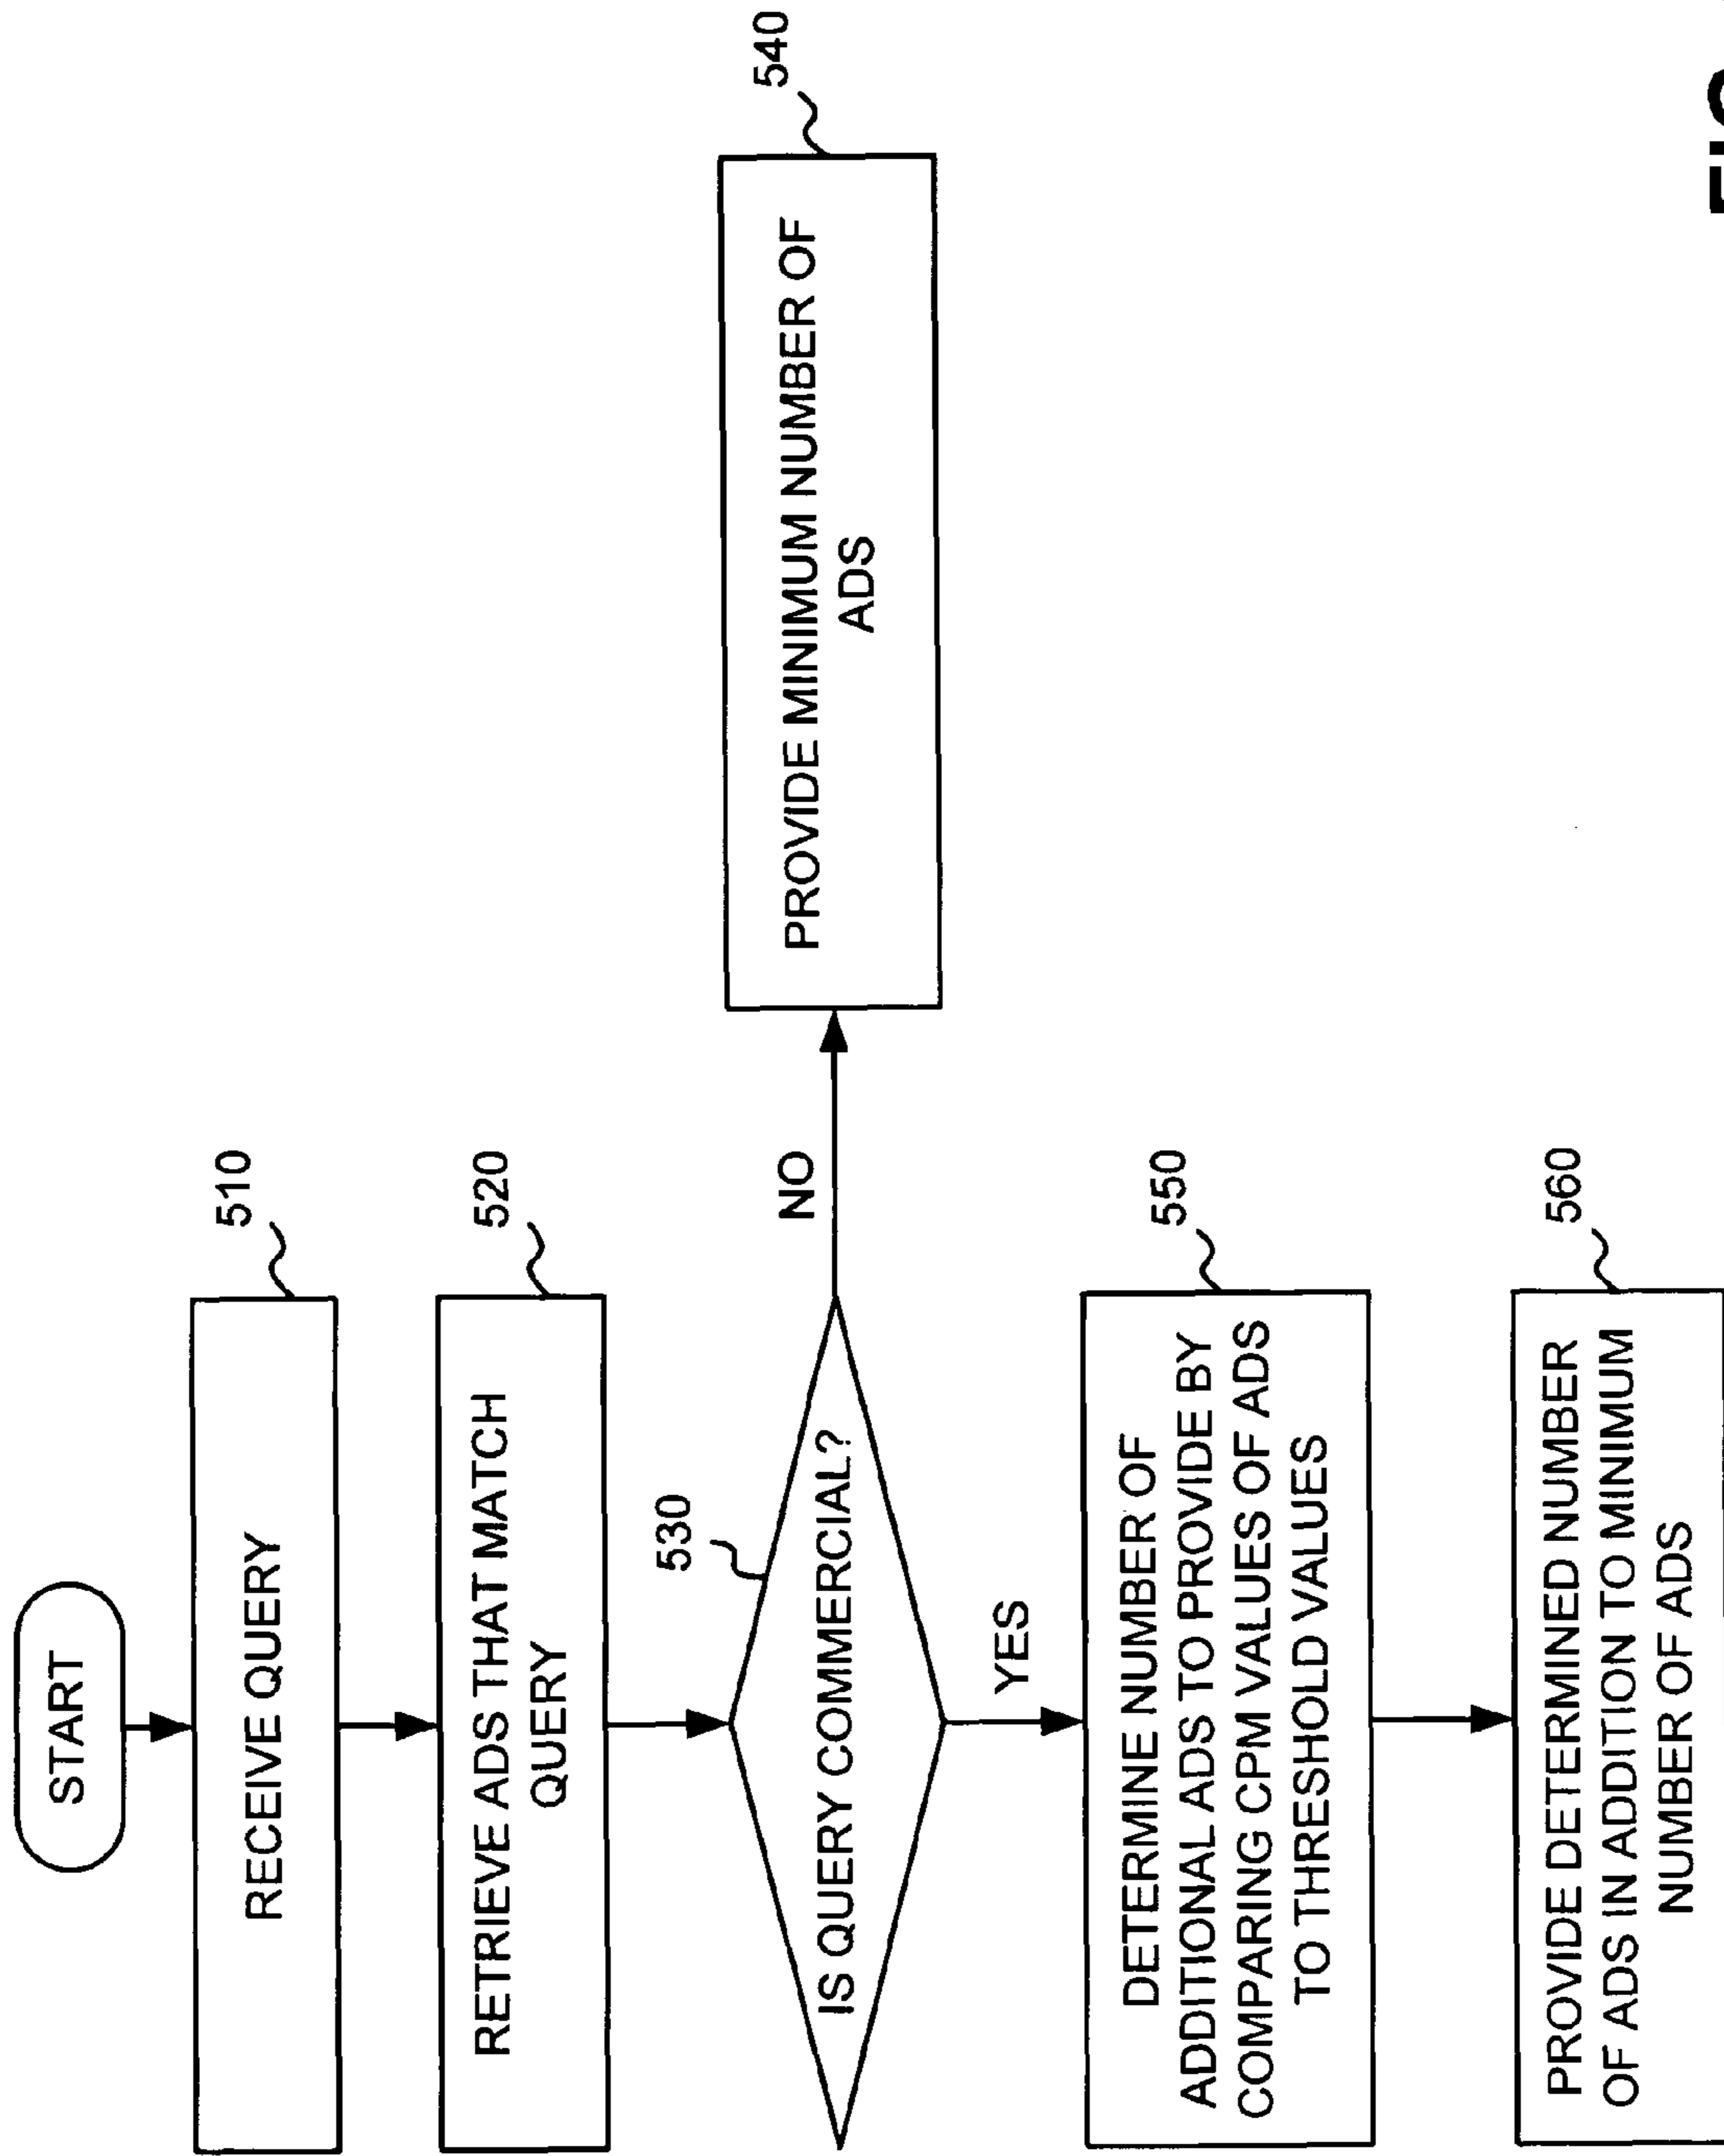 START
RECEIVE QUERY
510
RETRIEVE ADS THAT MATCH
QUERY
520
IS QUERY COMMERCIAL?
530
NO
PROVIDE MINIMUM NUMBER OF
ADS
540
YES
DETERMINE NUMBER OF
ADDITIONAL ADS TO PROVIDE BY
COMPARING CPM VALUES OF ADS
TO THRESHOLD VALUES
550
PROVIDE DETERMINED NUMBER
OF ADS IN ADDITION TO MINIMUM
NUMBER OF ADS
560